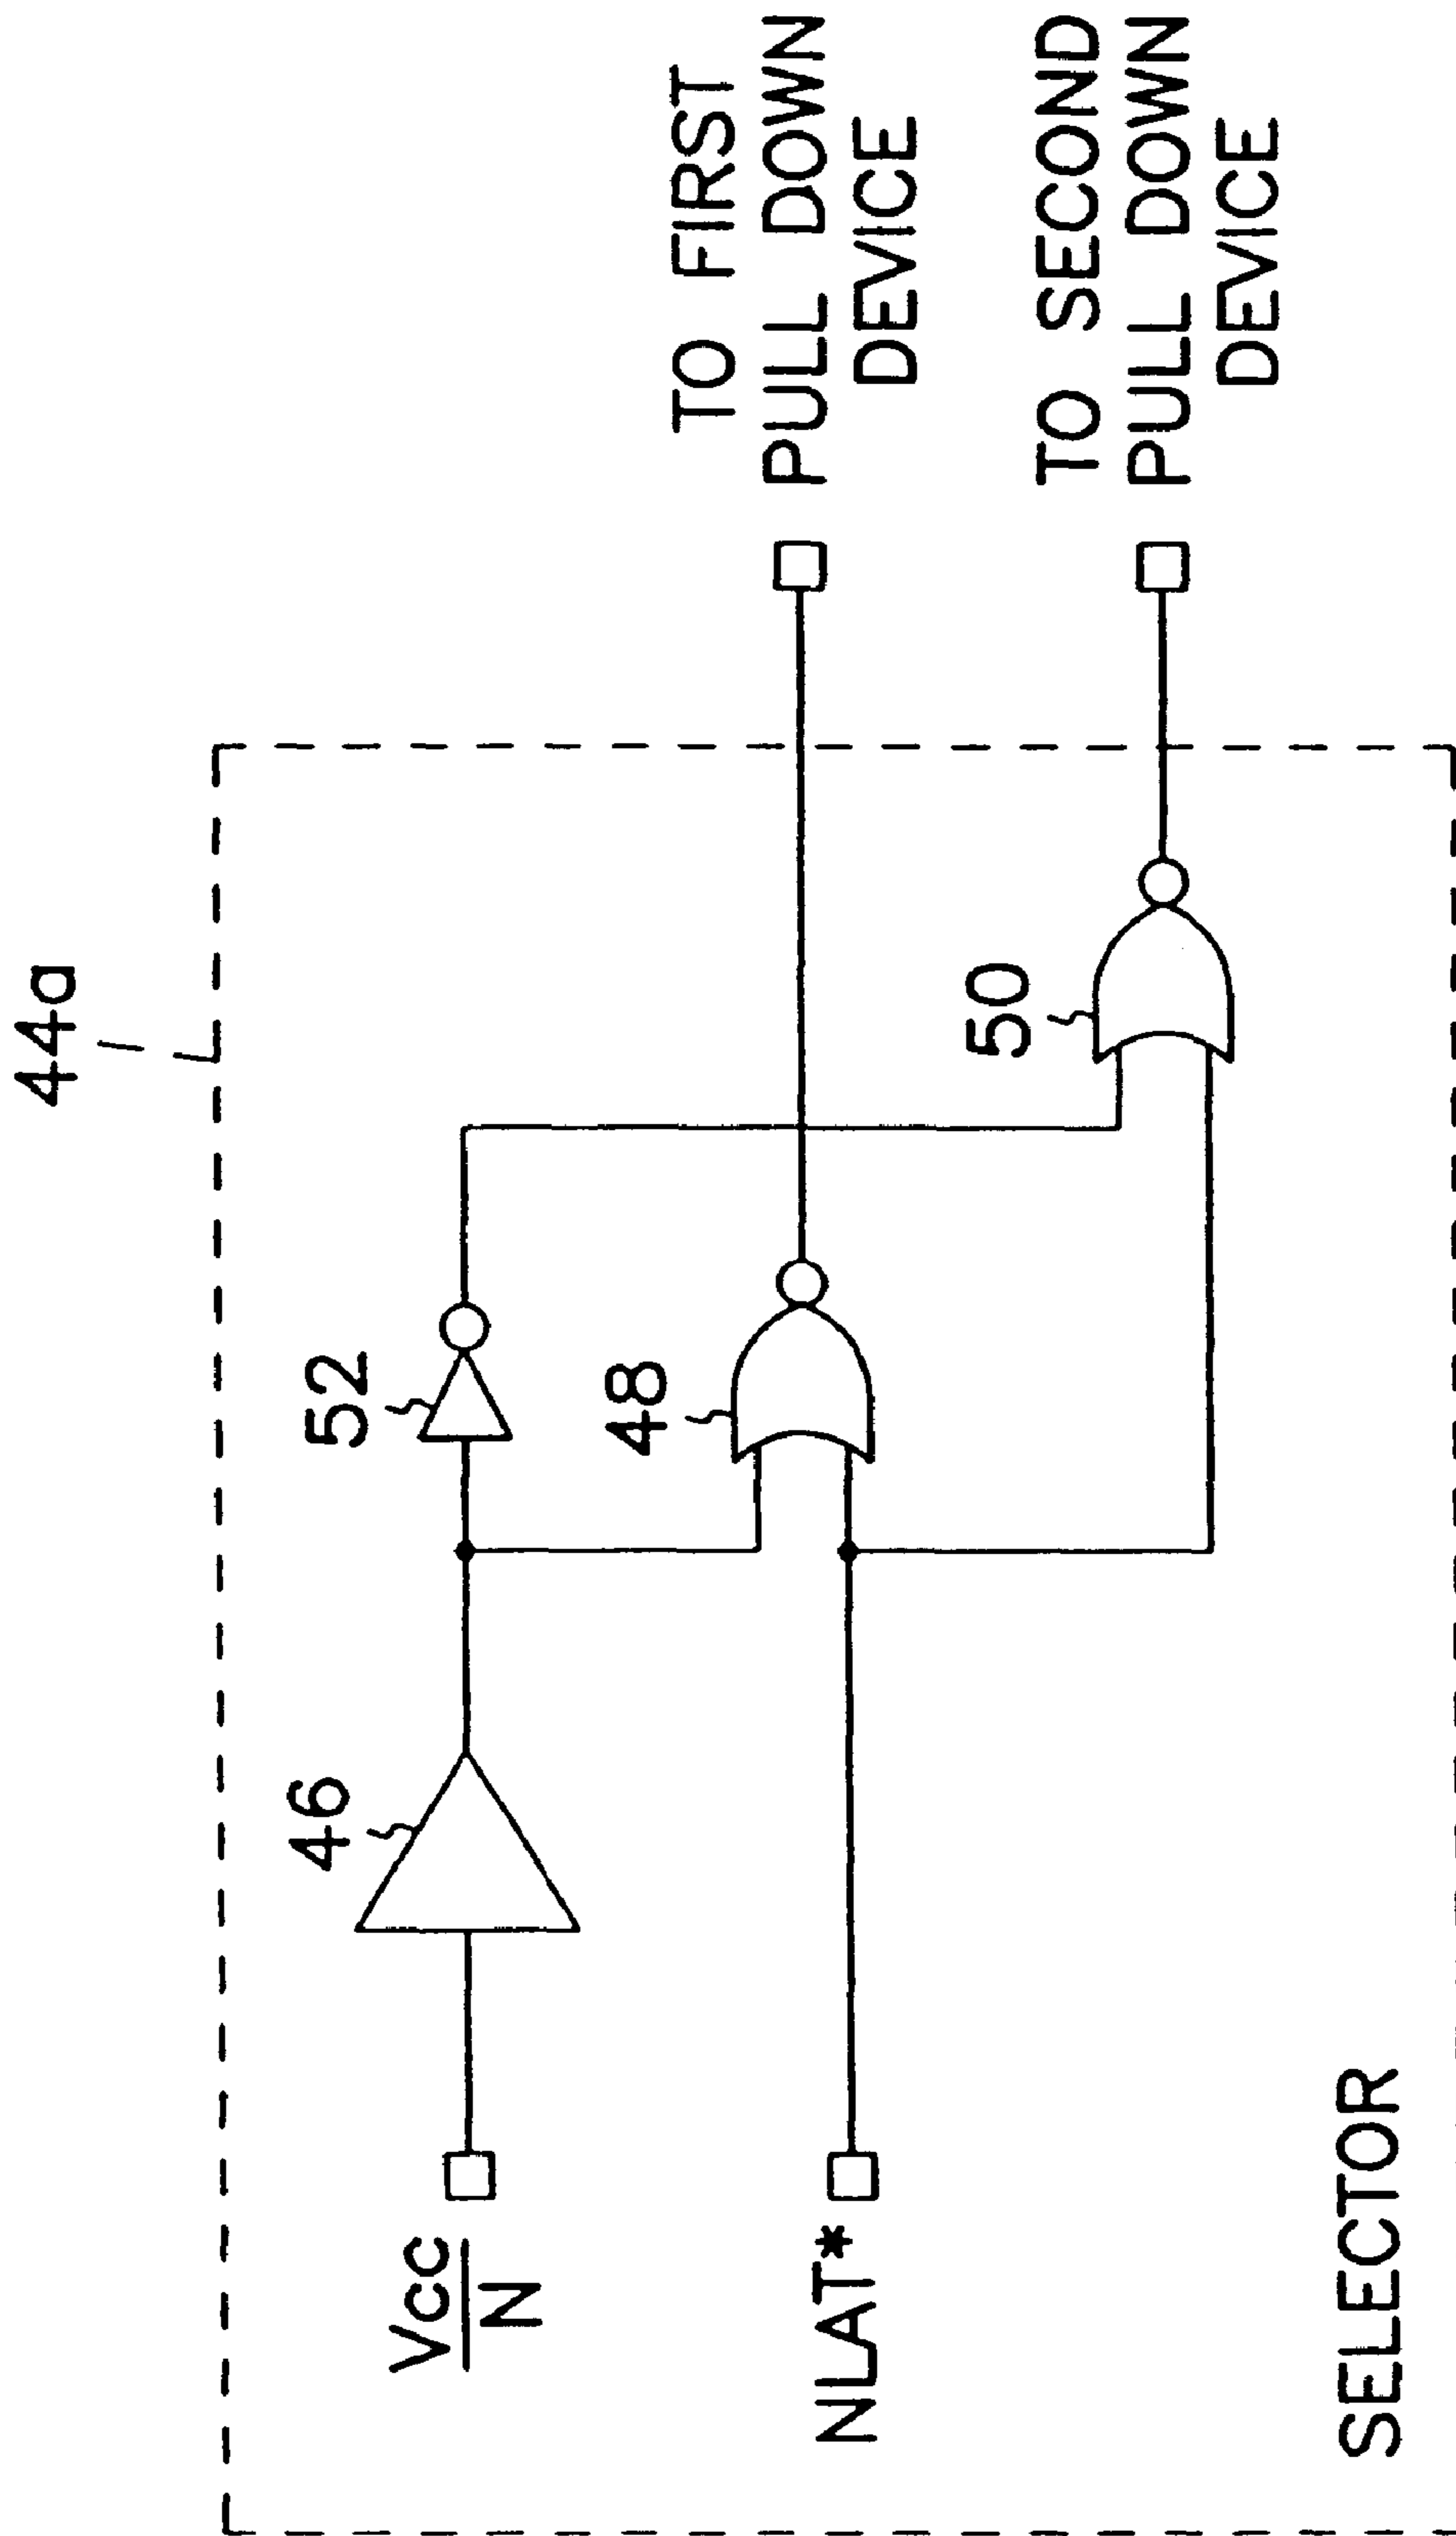 44a
Vcc
N
46
52
NLAT*
48
TO FIRST
PULL DOWN
DEVICE
50
TO SECOND
PULL DOWN
DEVICE
SELECTOR